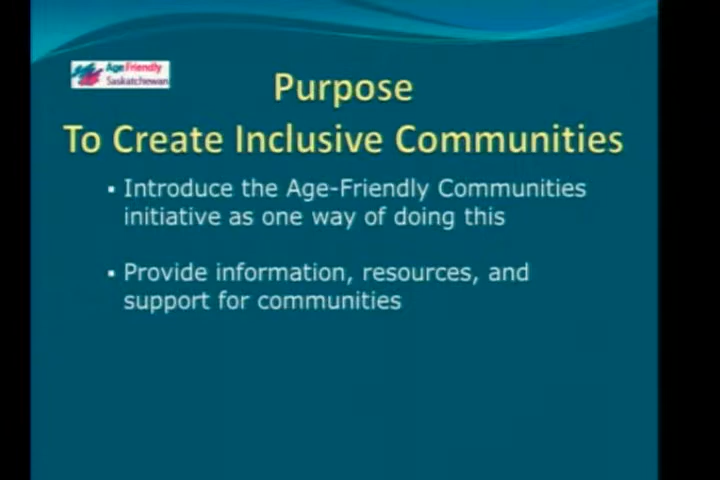 Age Friendly
Saskatchewan
Purpose
To Create Inclusive Communities
▪ Introduce the Age-Friendly Communities
initiative as one way of doing this
▪ Provide information, resources, and
support for communities